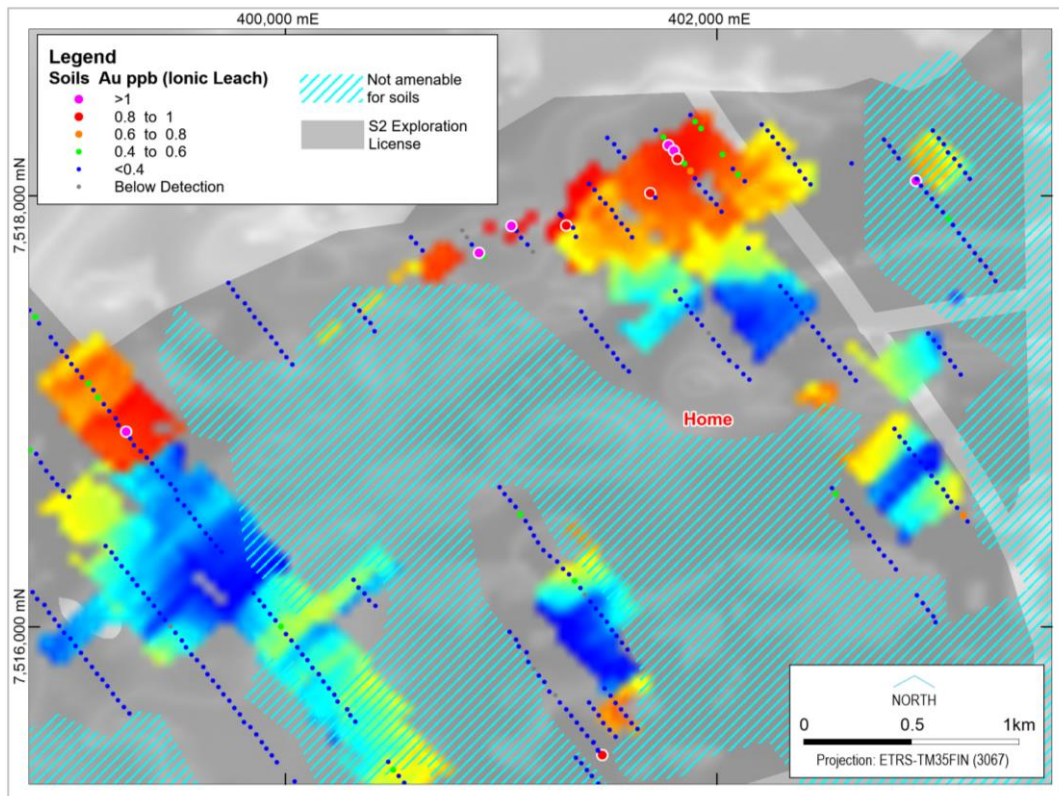 400,000 mE
402,000 mE
Legend
Soils Au ppb (Ionic Leach)
>1
0.8 to 1
0.6 to 0.8
0.4 to 0.6
<0.4
Below Detection
Not amenable
for soils
S2 Exploration
License
7,518,000 mN
Home
7,516,000 mN
NORTH
0 0.5 1km
Projection: ETRS-TM35FIN (3067)